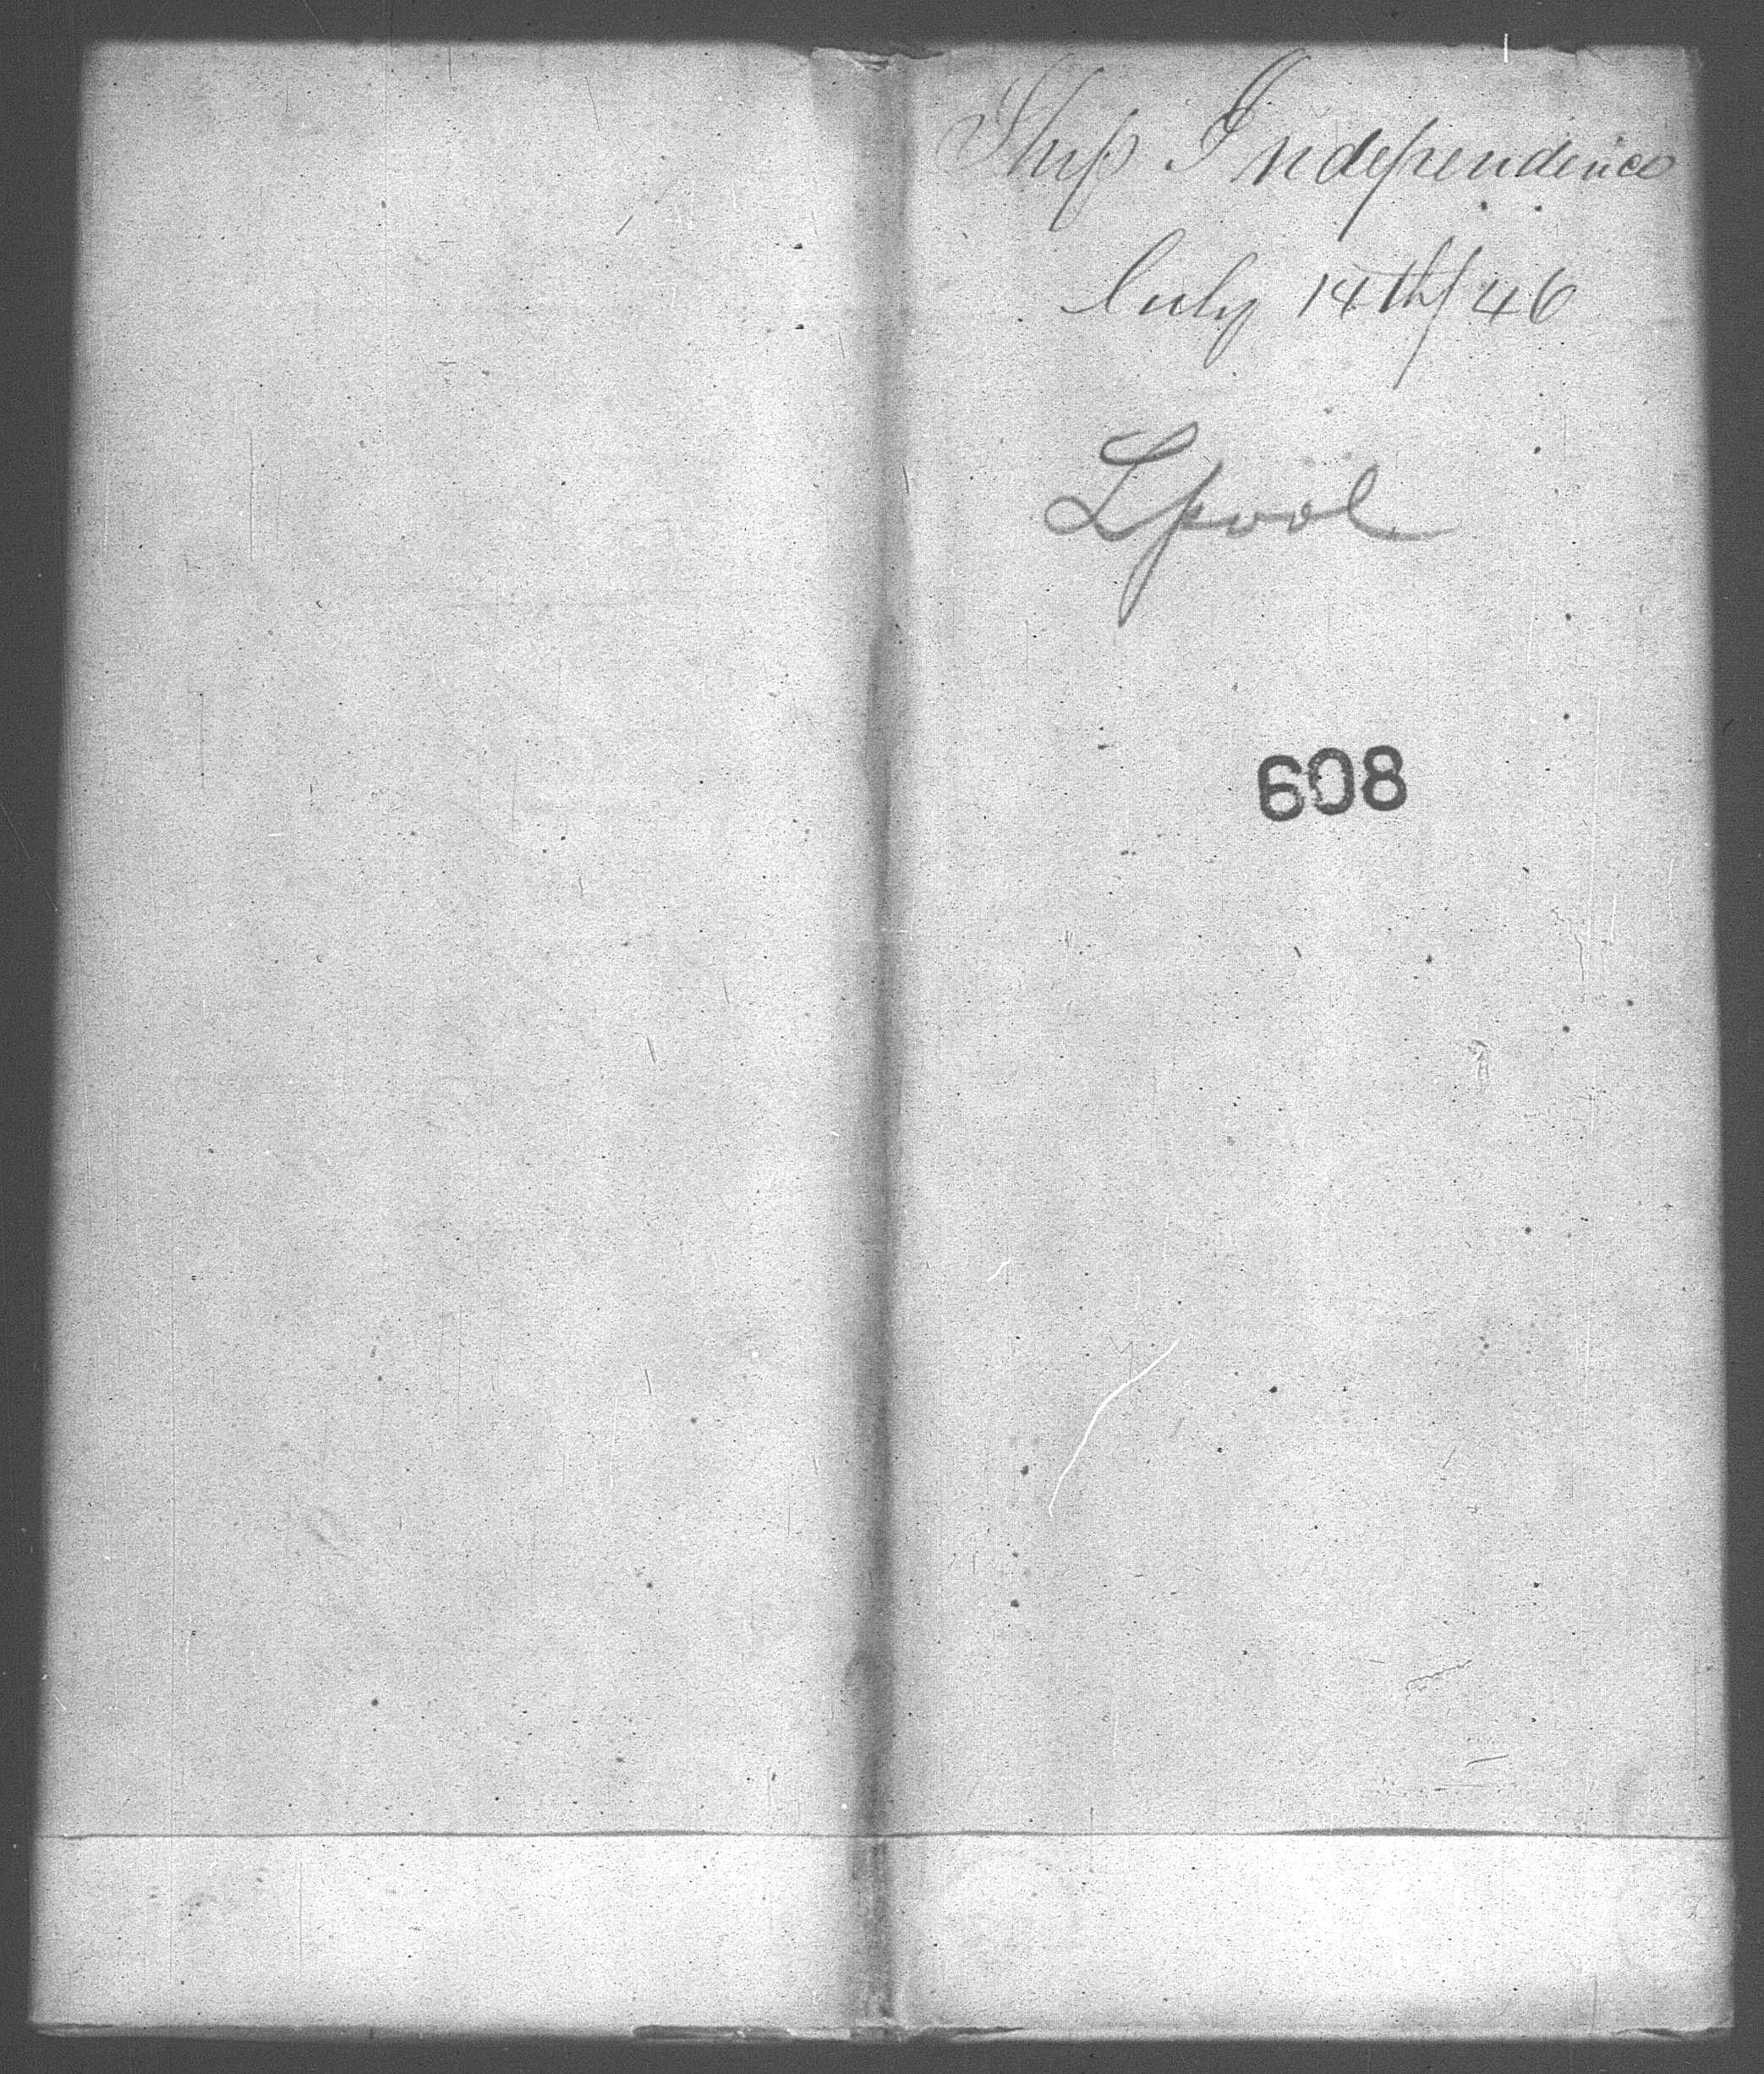 Ship Independence
July 14th/46
Lpool
608